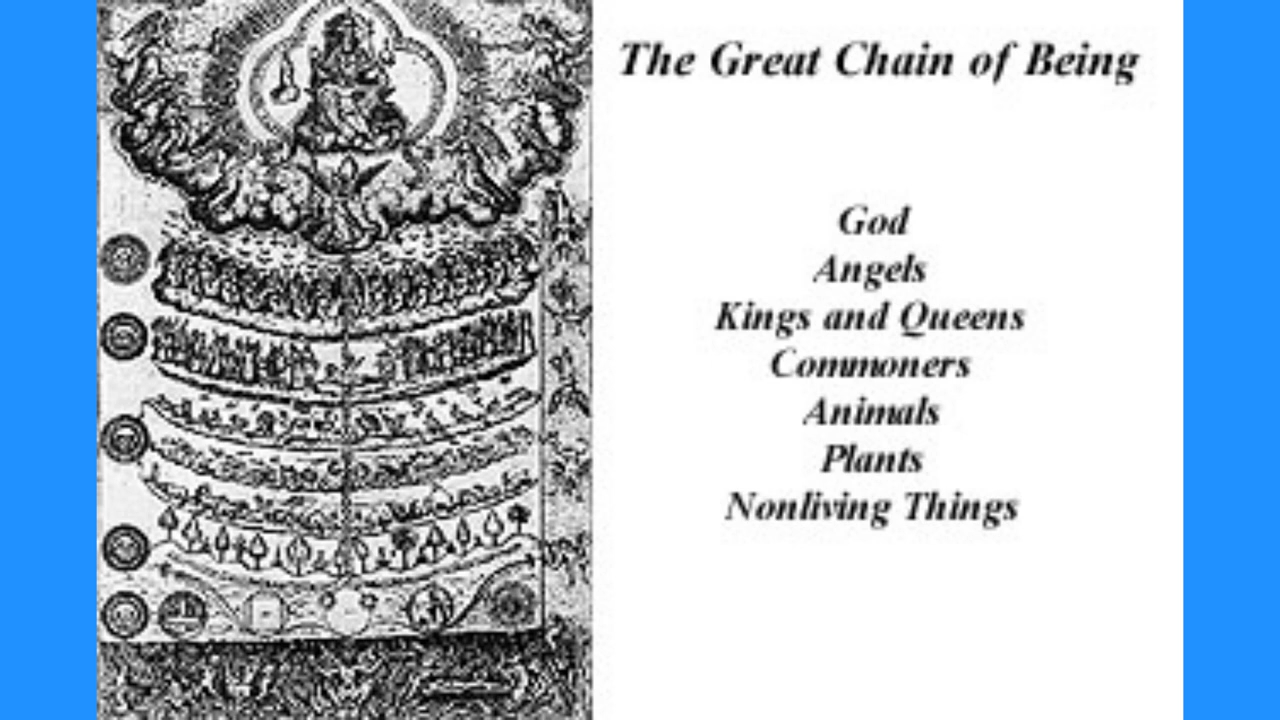 The Great Chain of Being
God
Angels
Kings and Queens
Commoners
Animals
Plants
Nonliving Things